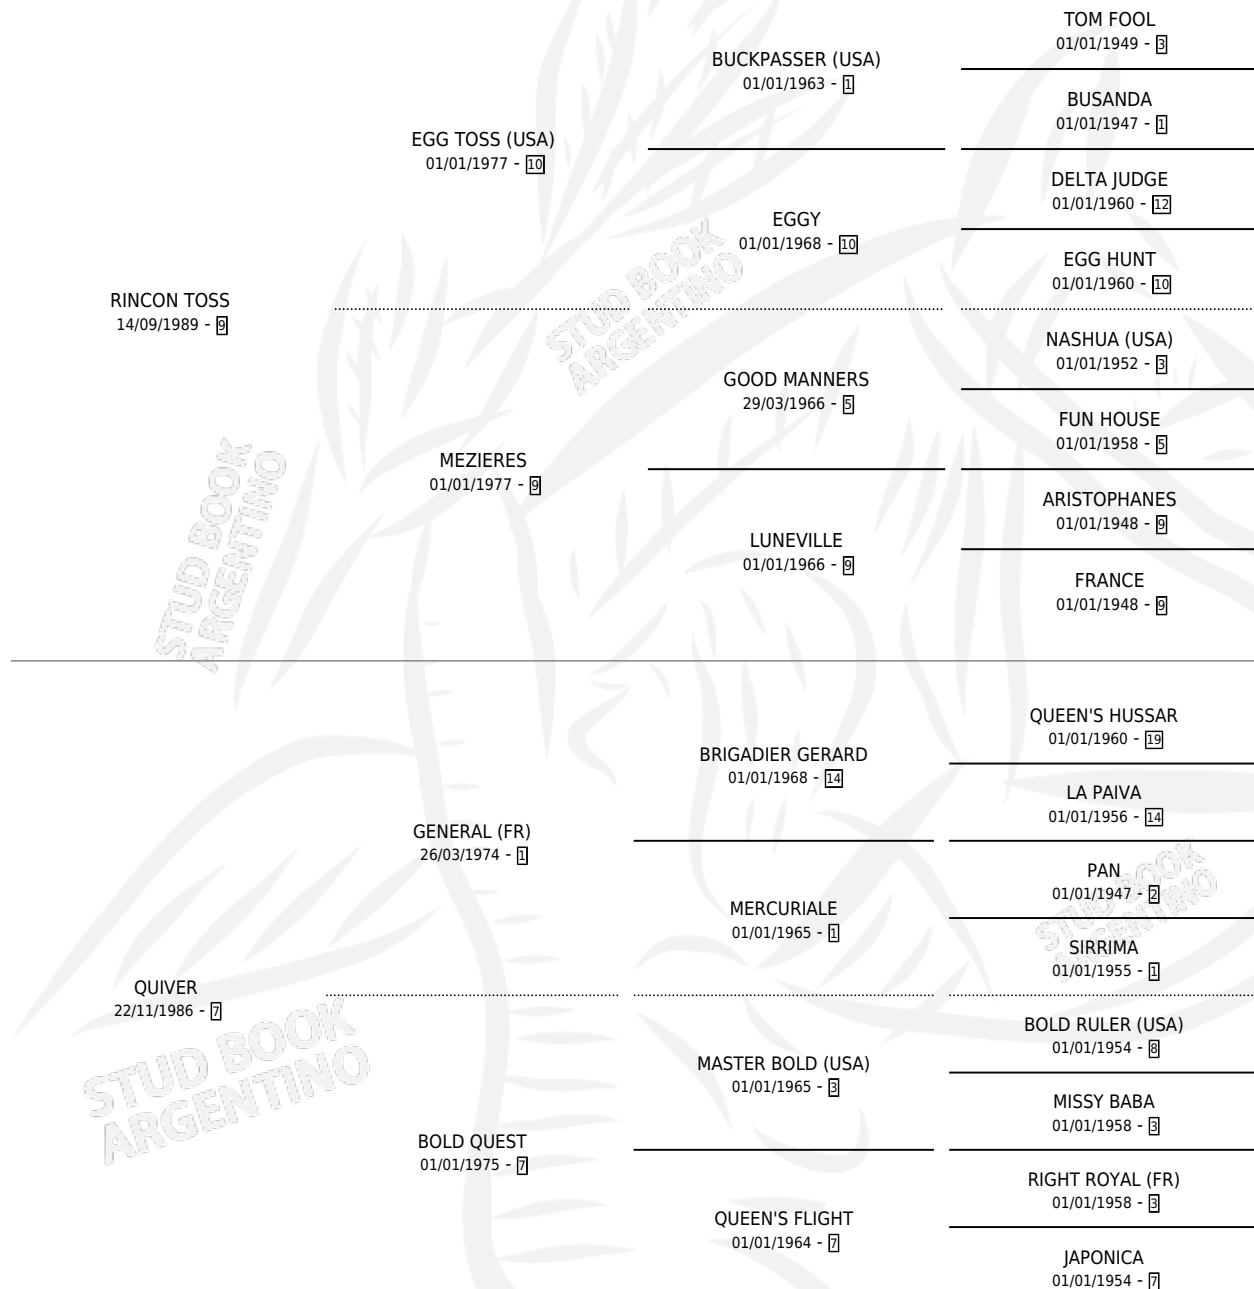 TOM FOOL
01/01/1949 - 3
BUCKPASSER (USA)
01/01/1963 - 1
BUSANDA
01/01/1947 - 1
EGG TOSS (USA)
01/01/1977 - 10
DELTA JUDGE
01/01/1960 - 12
EGGY
01/01/1968 - 10
EGG HUNT
01/01/1960 - 10
RINCON TOSS
14/09/1989 - 9
NASHUA (USA)
01/01/1952 - 3
GOOD MANNERS
29/03/1966 - 5
FUN HOUSE
01/01/1958 - 5
MEZIERES
01/01/1977 - 9
ARISTOPHANES
01/01/1948 - 9
LUNEVILLE
01/01/1966 - 9
FRANCE
01/01/1948 - 9
STUD BOOK
ARGENTINO
STUD BOOK
ARGENTINO
QUEEN'S HUSSAR
01/01/1960 - 19
BRIGADIER GERARD
01/01/1968 - 14
LA PAIVA
01/01/1956 - 14
GENERAL (FR)
26/03/1974 - 1
PAN
01/01/1947 - 2
MERCURIALE
01/01/1965 - 1
SIRRIMA
01/01/1955 - 1
STUD BOOK
ARGENTINO
QUIVER
22/11/1986 - 7
BOLD RULER (USA)
01/01/1954 - 8
MASTER BOLD (USA)
01/01/1965 - 3
MISSY BABA
01/01/1958 - 3
STUD BOOK
ARGENTINO
BOLD QUEST
01/01/1975 - 7
RIGHT ROYAL (FR)
01/01/1958 - 3
QUEEN'S FLIGHT
01/01/1964 - 7
JAPONICA
01/01/1954 - 7